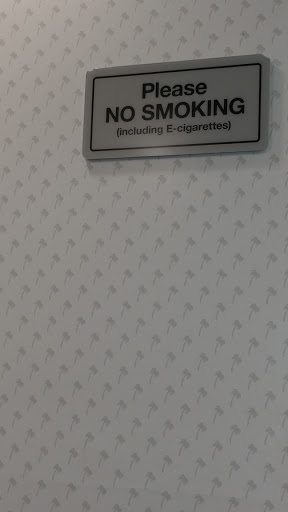 Please
NO SMOKING
(including E-cigarettes)